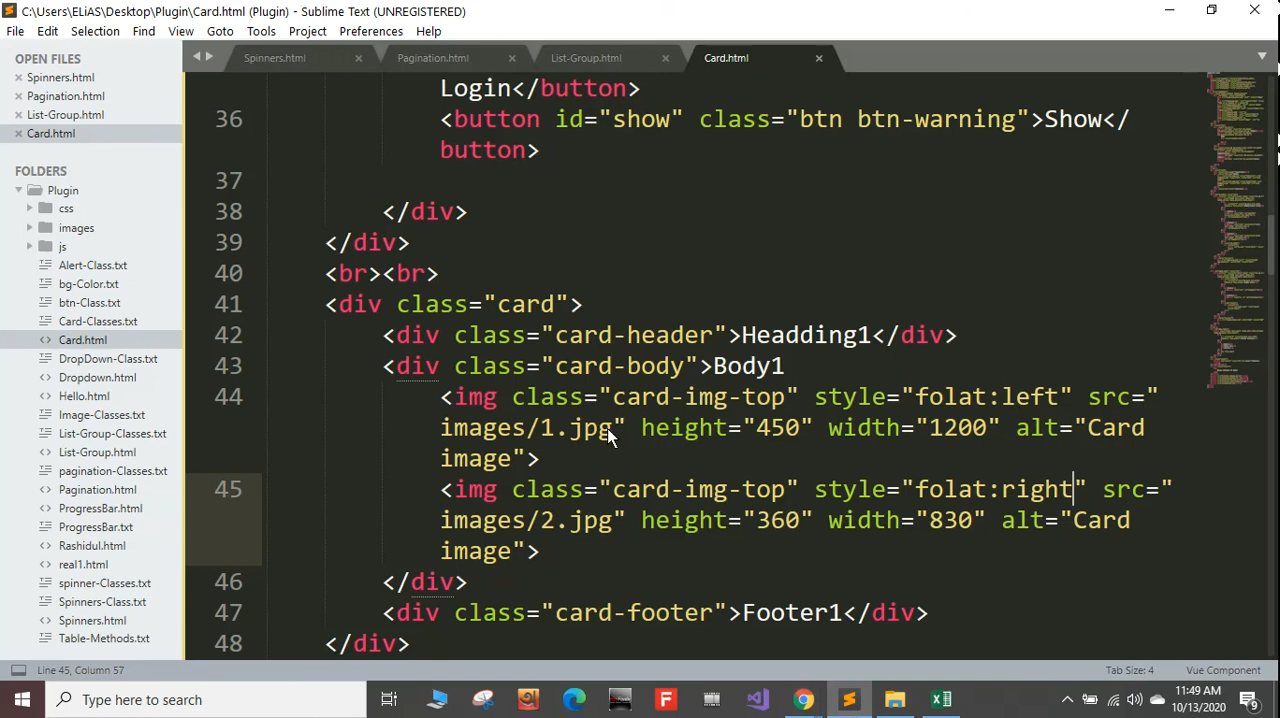 C:\Users\ELiAS\Desktop\Plugin\Card.html (Plugin) - Sublime Text (UNREGISTERED)
File Edit Selection Find View Goto Tools Project Preferences Help
OPEN FILES
Spinners.html
Pagination.html
List-Group.html
Card.html
FOLDERS
Plugin
css
images
js
Alert-Class.txt
bg-Color.txt
btn-Class.txt
Card-Classes.txt
Card.html
DropDown-Class.txt
Dropdown.html
Hello.html
Image-Classes.txt
List-Group-Classes.txt
List-Group.html
pagination-Classes.txt
Pagination.html
ProgressBar.html
ProgressBar.txt
Rashidul.html
real1.html
spinner-Classes.txt
Spinners-Class.txt
Spinners.html
Table-Methods.txt
Spinners.html Pagination.html List-Group.html Card.html
Login</button>
36 <button id="show" class="btn btn-warning">Show</
button>
37
38 </div>
39 </div>
40 <br><br>
41 <div class="card">
42 <div class="card-header">Headding1</div>
43 <div class="card-body">Body1
44 <img class="card-img-top" style="folat:left" src="
images/1.jpg" height="450" width="1200" alt="Card
image">
45 <img class="card-img-top" style="folat:right" src="
images/2.jpg" height="360" width="830" alt="Card
image">
46 </div>
47 <div class="card-footer">Footer1</div>
48 </div>
Line 45, Column 57 Tab Size: 4 Vue Component
Type here to search
11:49 AM
10/13/2020
9